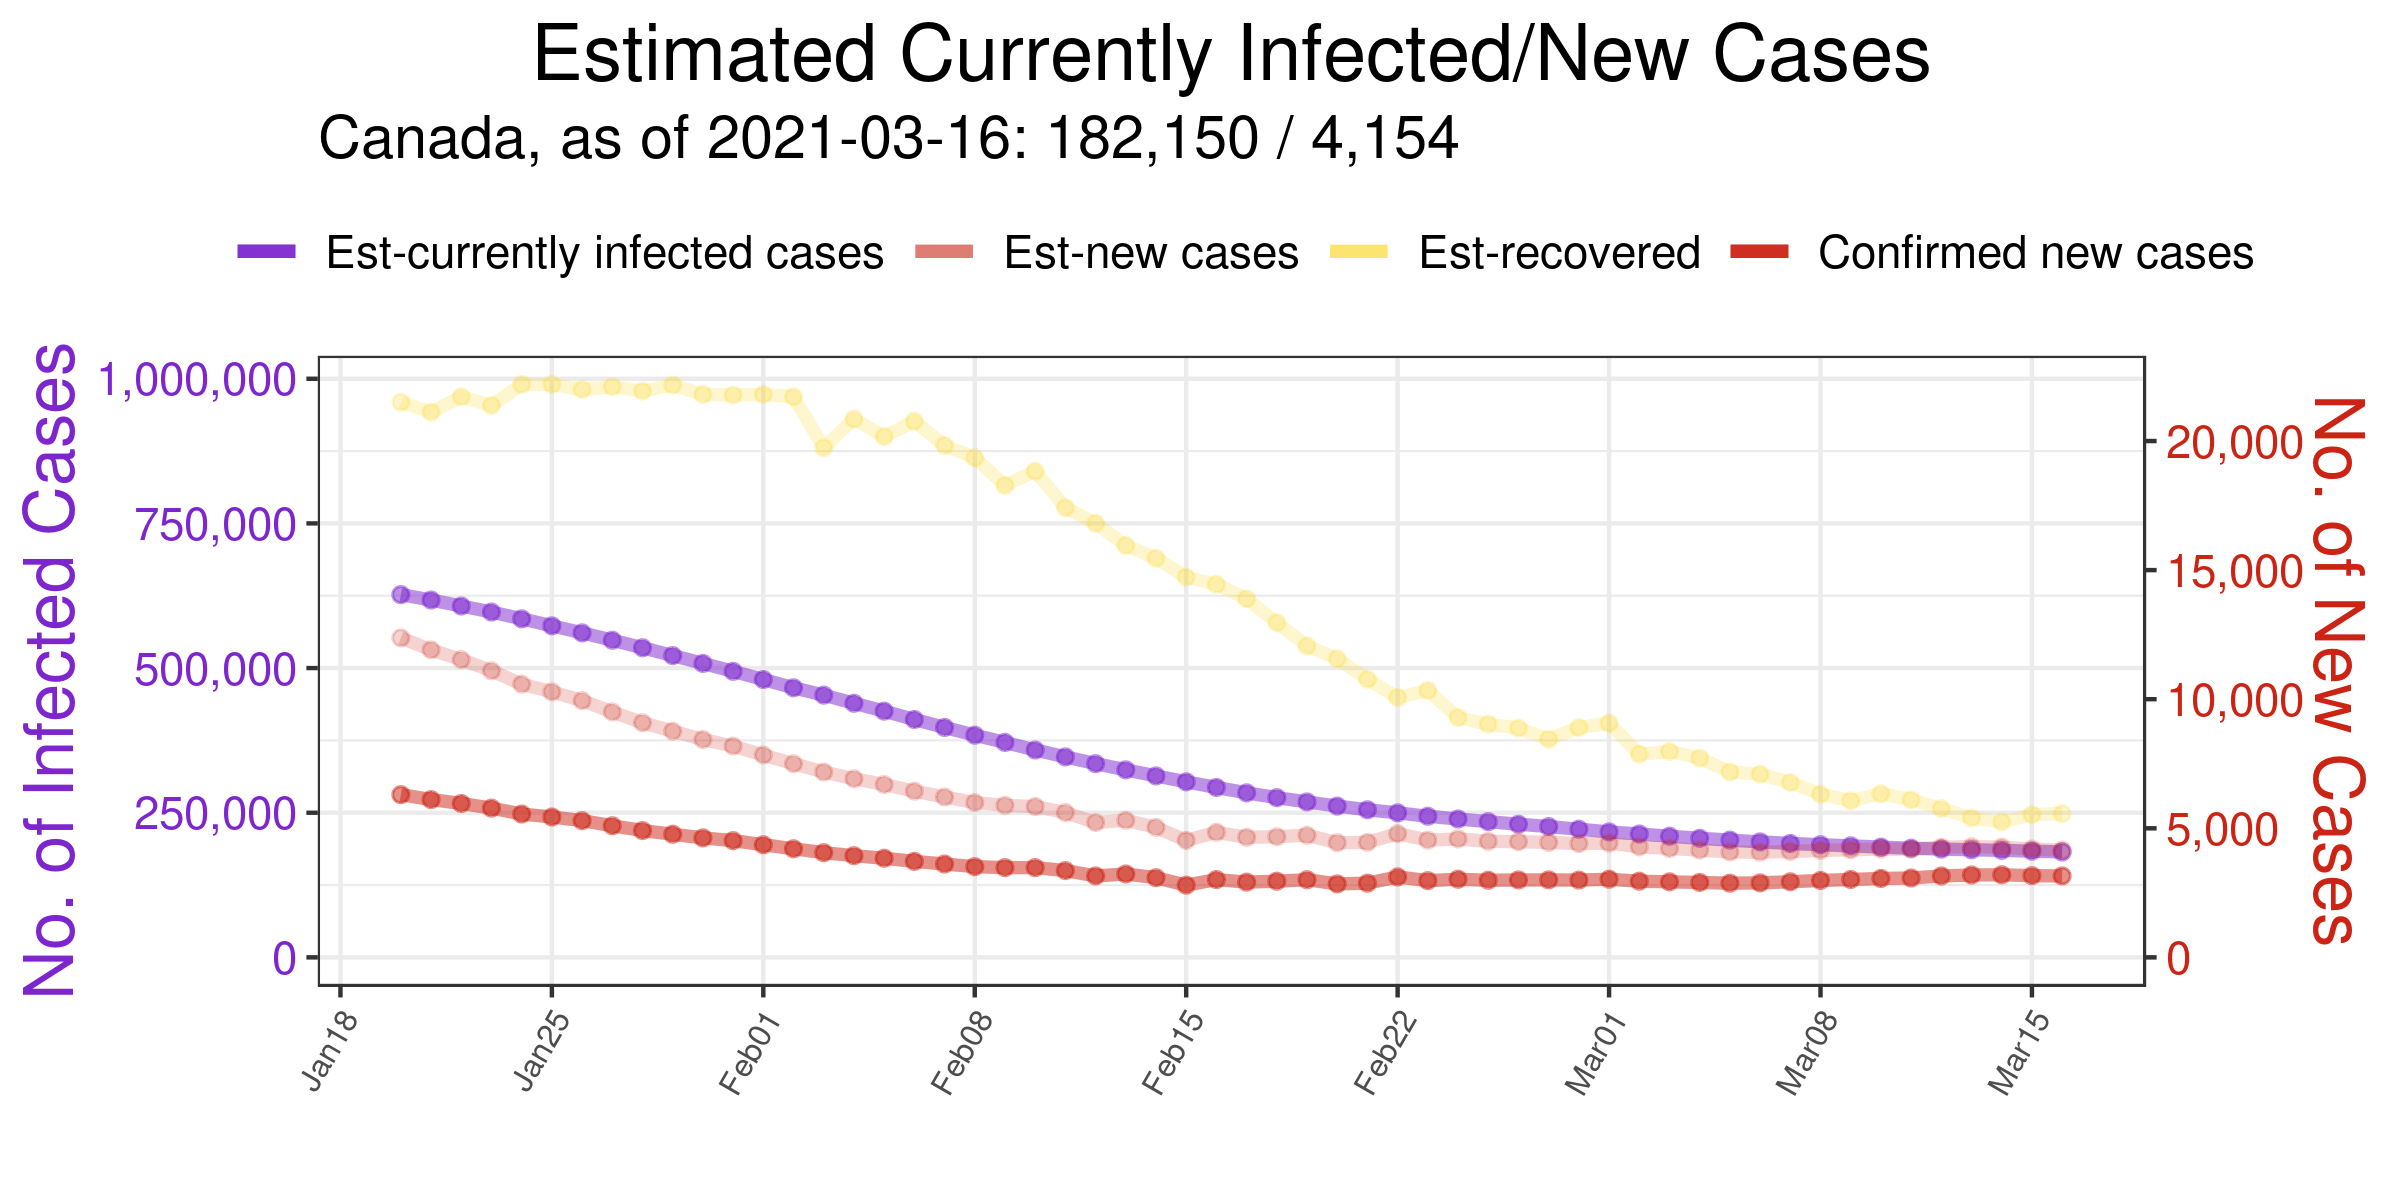 Estimated Currently Infected/New Cases
Canada, as of 2021-03-16: 182,150 / 4,154
Est-currently infected cases Est-new cases Est-recovered Confirmed new cases
No. of Infected Cases
1,000,000
750,000
500,000
250,000
0
20,000
15,000
10,000
5,000
0
No. of New Cases
Jan18 Jan25 Feb01 Feb08 Feb15 Feb22 Mar01 Mar08 Mar15